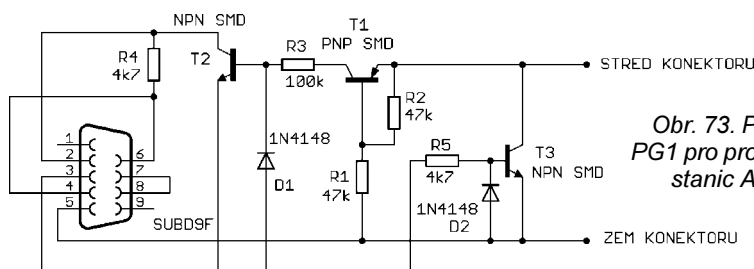 NPN SMD
T1
PNP SMD
R4
4k7
T2
R3
100k
STRED KONEKTORU
R2
47k
Obr. 73. P
PG1 pro pro
stanic A
1N4148
D1
R1
47k
R5
4k7
T3
NPN SMD
1N4148
D2
1
2
3
4
5
6
7
8
9
SUBD9F
ZEM KONEKTORU